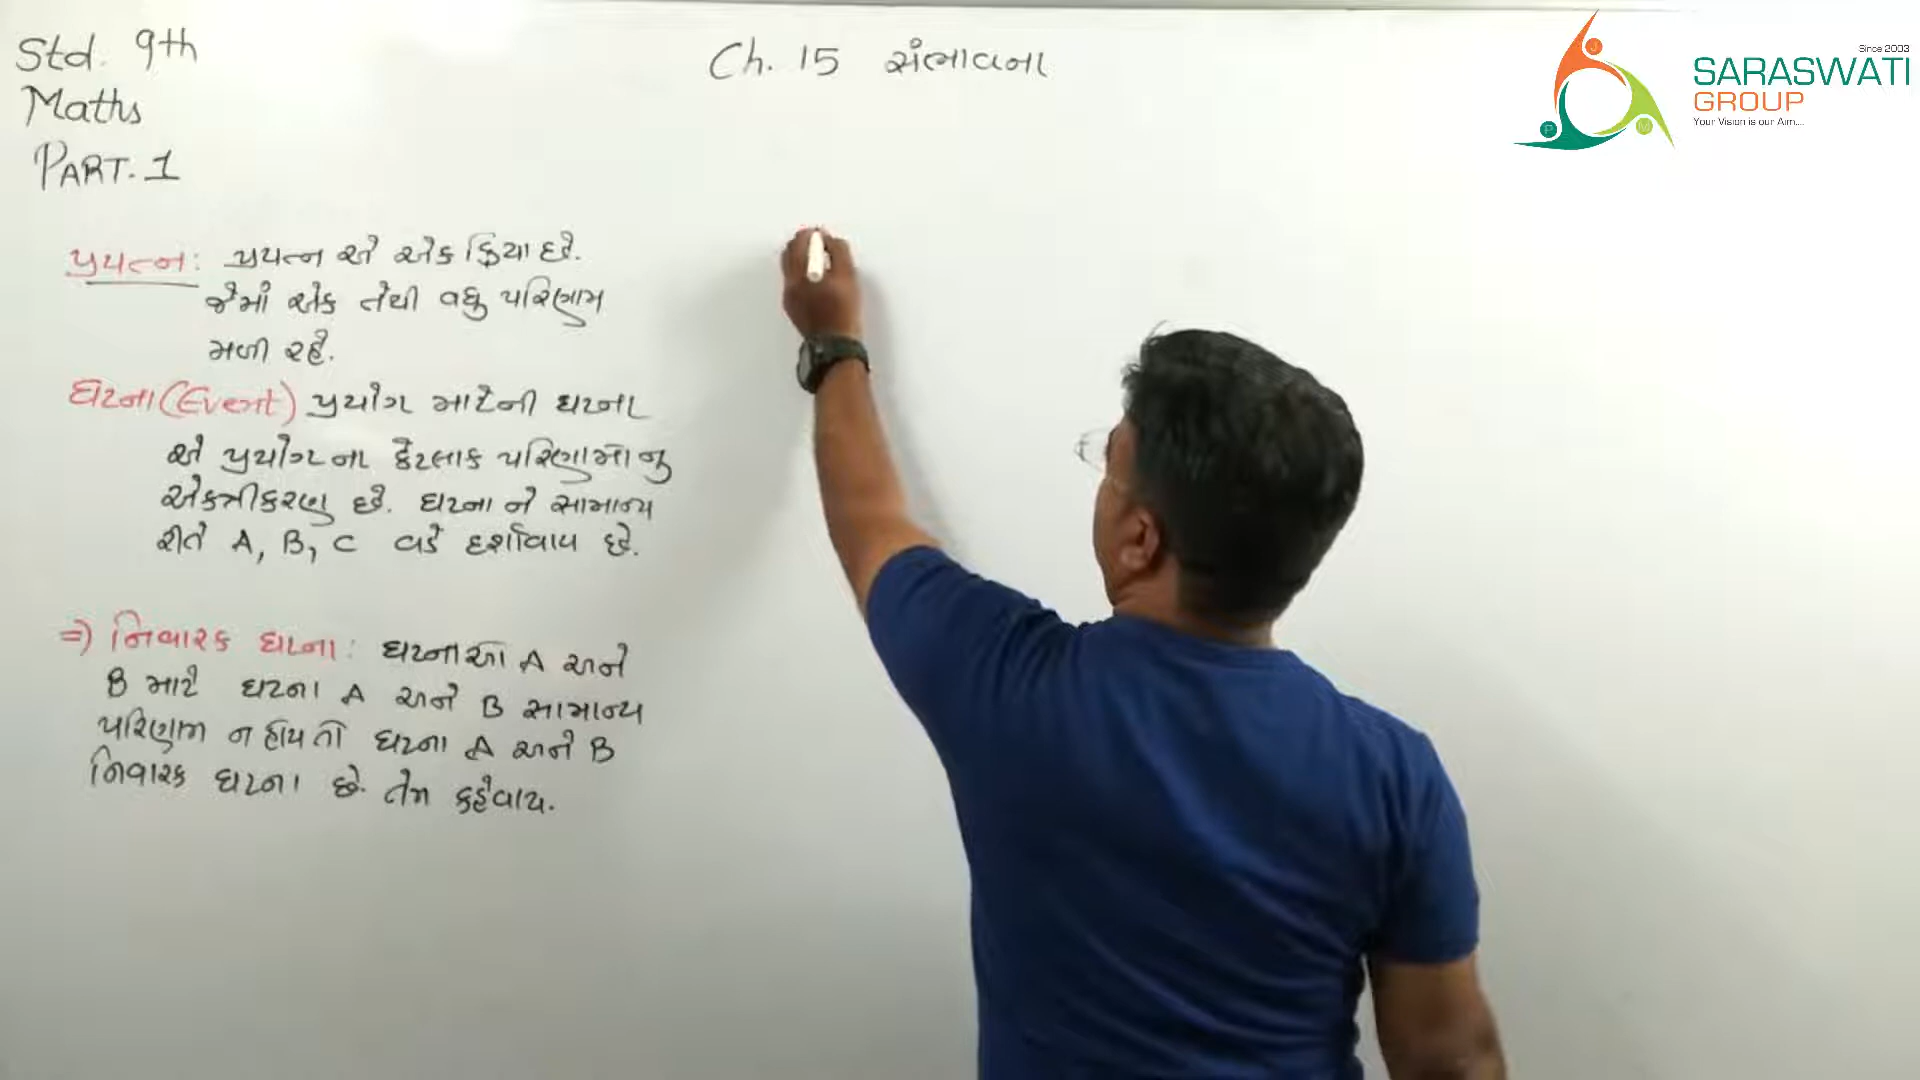 Std. 9th
Maths
PART. 1
Ch. 15 સંભાવના
Since 2003
SARASWATI
GROUP
Your Vision is our Aim....
J
P
M
પ્રયત્ન : પ્રયત્ન એ એક ક્રિયા છે.
જેમાં એક તેથી વધુ પરિણામ
મળી રહે.
ઘટના (Event) પ્રયોગ માટેની ઘટના
એ પ્રયોગના કેટલાક પરિણામોનુ
એકત્રીકરણ છે. ઘટના ને સામાન્ય
રીતે A, B, C વડે દર્શાવાય છે.
=> નિવારક ઘટના : ઘટનાઓ A અને
B માટે ઘટના A અને B સામાન્ય
પરિણામ ન હોય તો ઘટના A અને B
નિવારક ઘટના છે. તેમ કહેવાય.